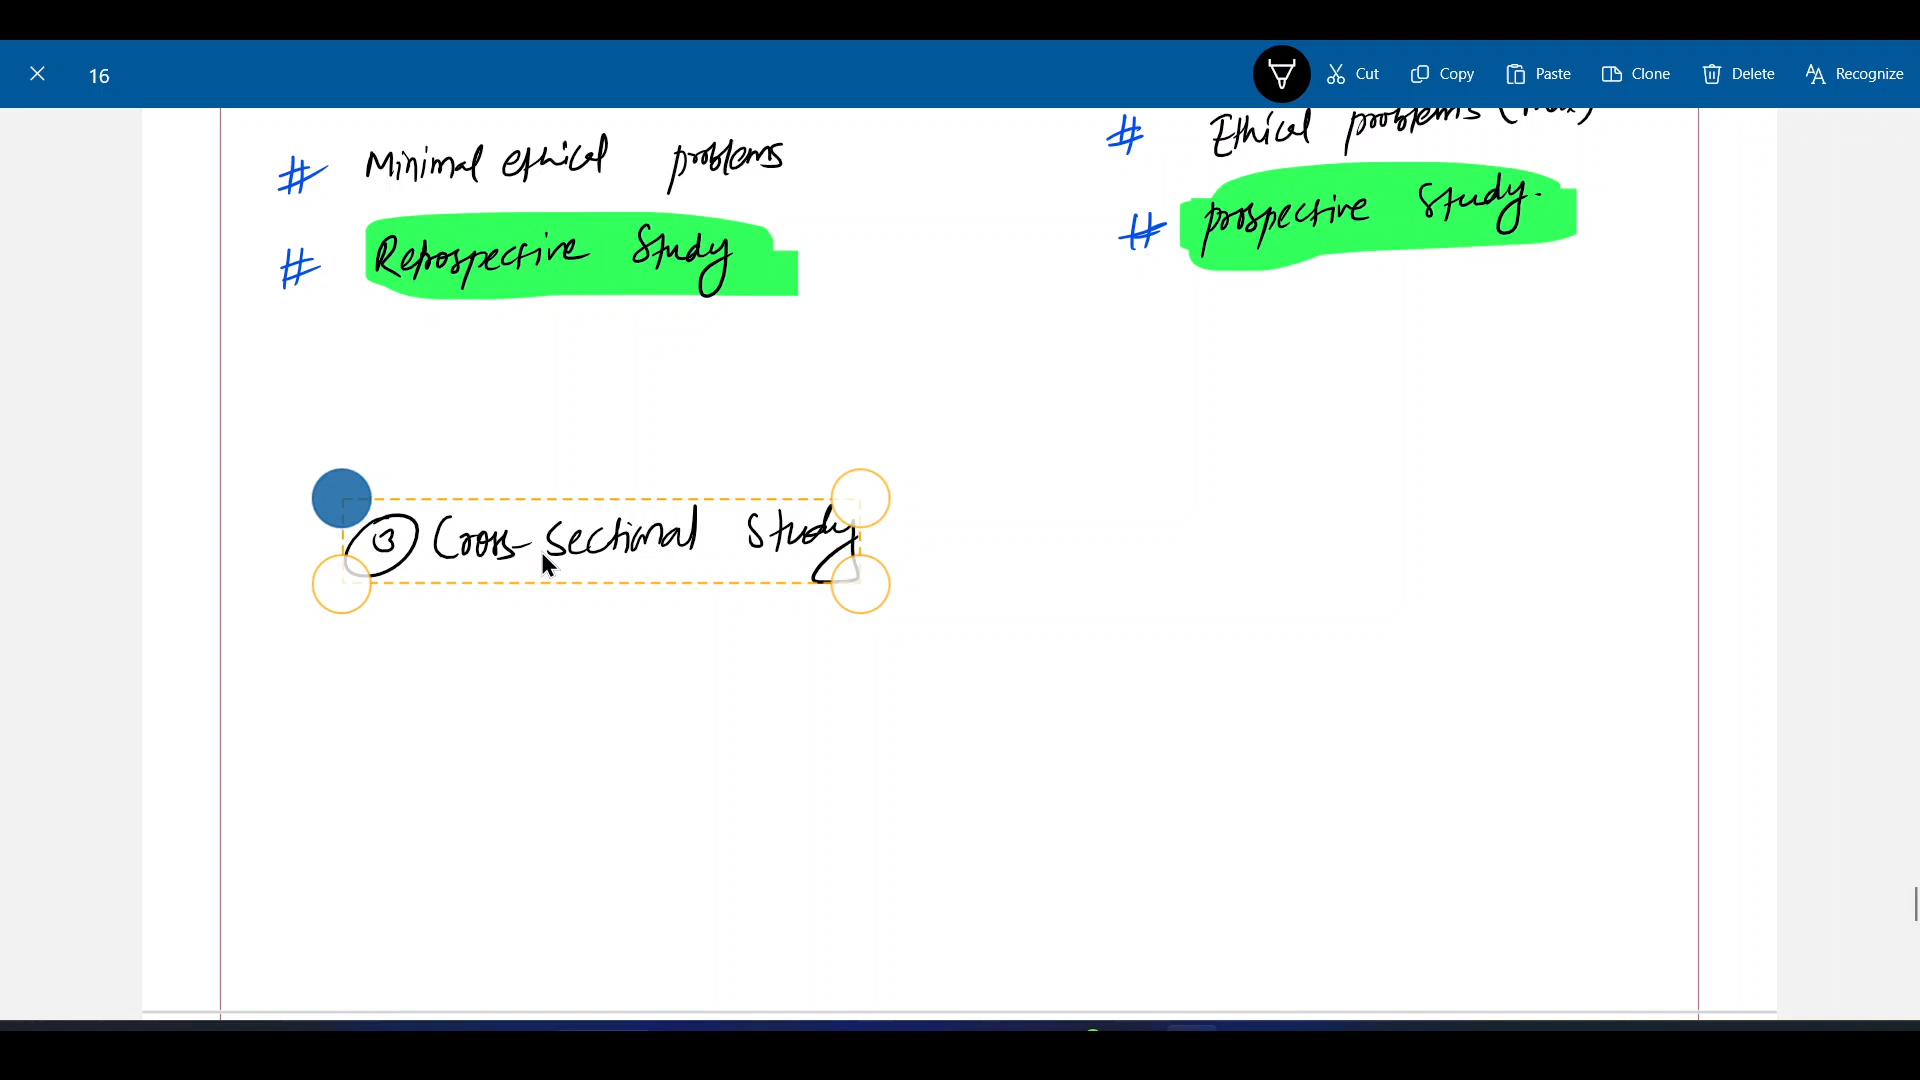 16 Cut Copy Paste Clone Delete Recognize
# Minimal ethical problems
# Retrospective Study
# Ethical problems
# prospective Study.
③ Cross-sectional Study